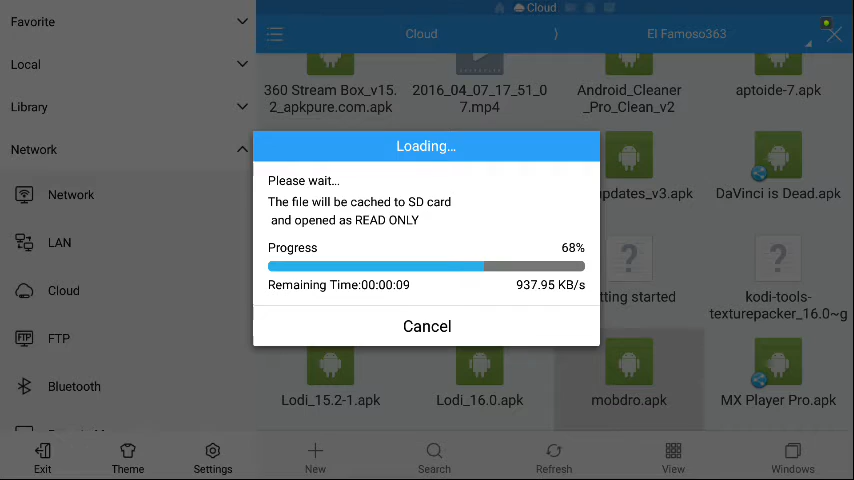 Favorite
Local
Library
Network
Network
LAN
Cloud
FTP
Bluetooth
Exit
Theme
Settings
Cloud
Cloud
El Famoso363
360 Stream Box_v15.
2_apkpure.com.apk
2016_04_07_17_51_0
7.mp4
Android_Cleaner
_Pro_Clean_v2
aptoide-7.apk
updates_v3.apk
DaVinci is Dead.apk
tting started
kodi-tools-
texturepacker_16.0~g
Lodi_15.2-1.apk
Lodi_16.0.apk
mobdro.apk
MX Player Pro.apk
Loading...
Please wait...
The file will be cached to SD card
and opened as READ ONLY
Progress 68%
Remaining Time:00:00:09 937.95 KB/s
Cancel
New
Search
Refresh
View
Windows